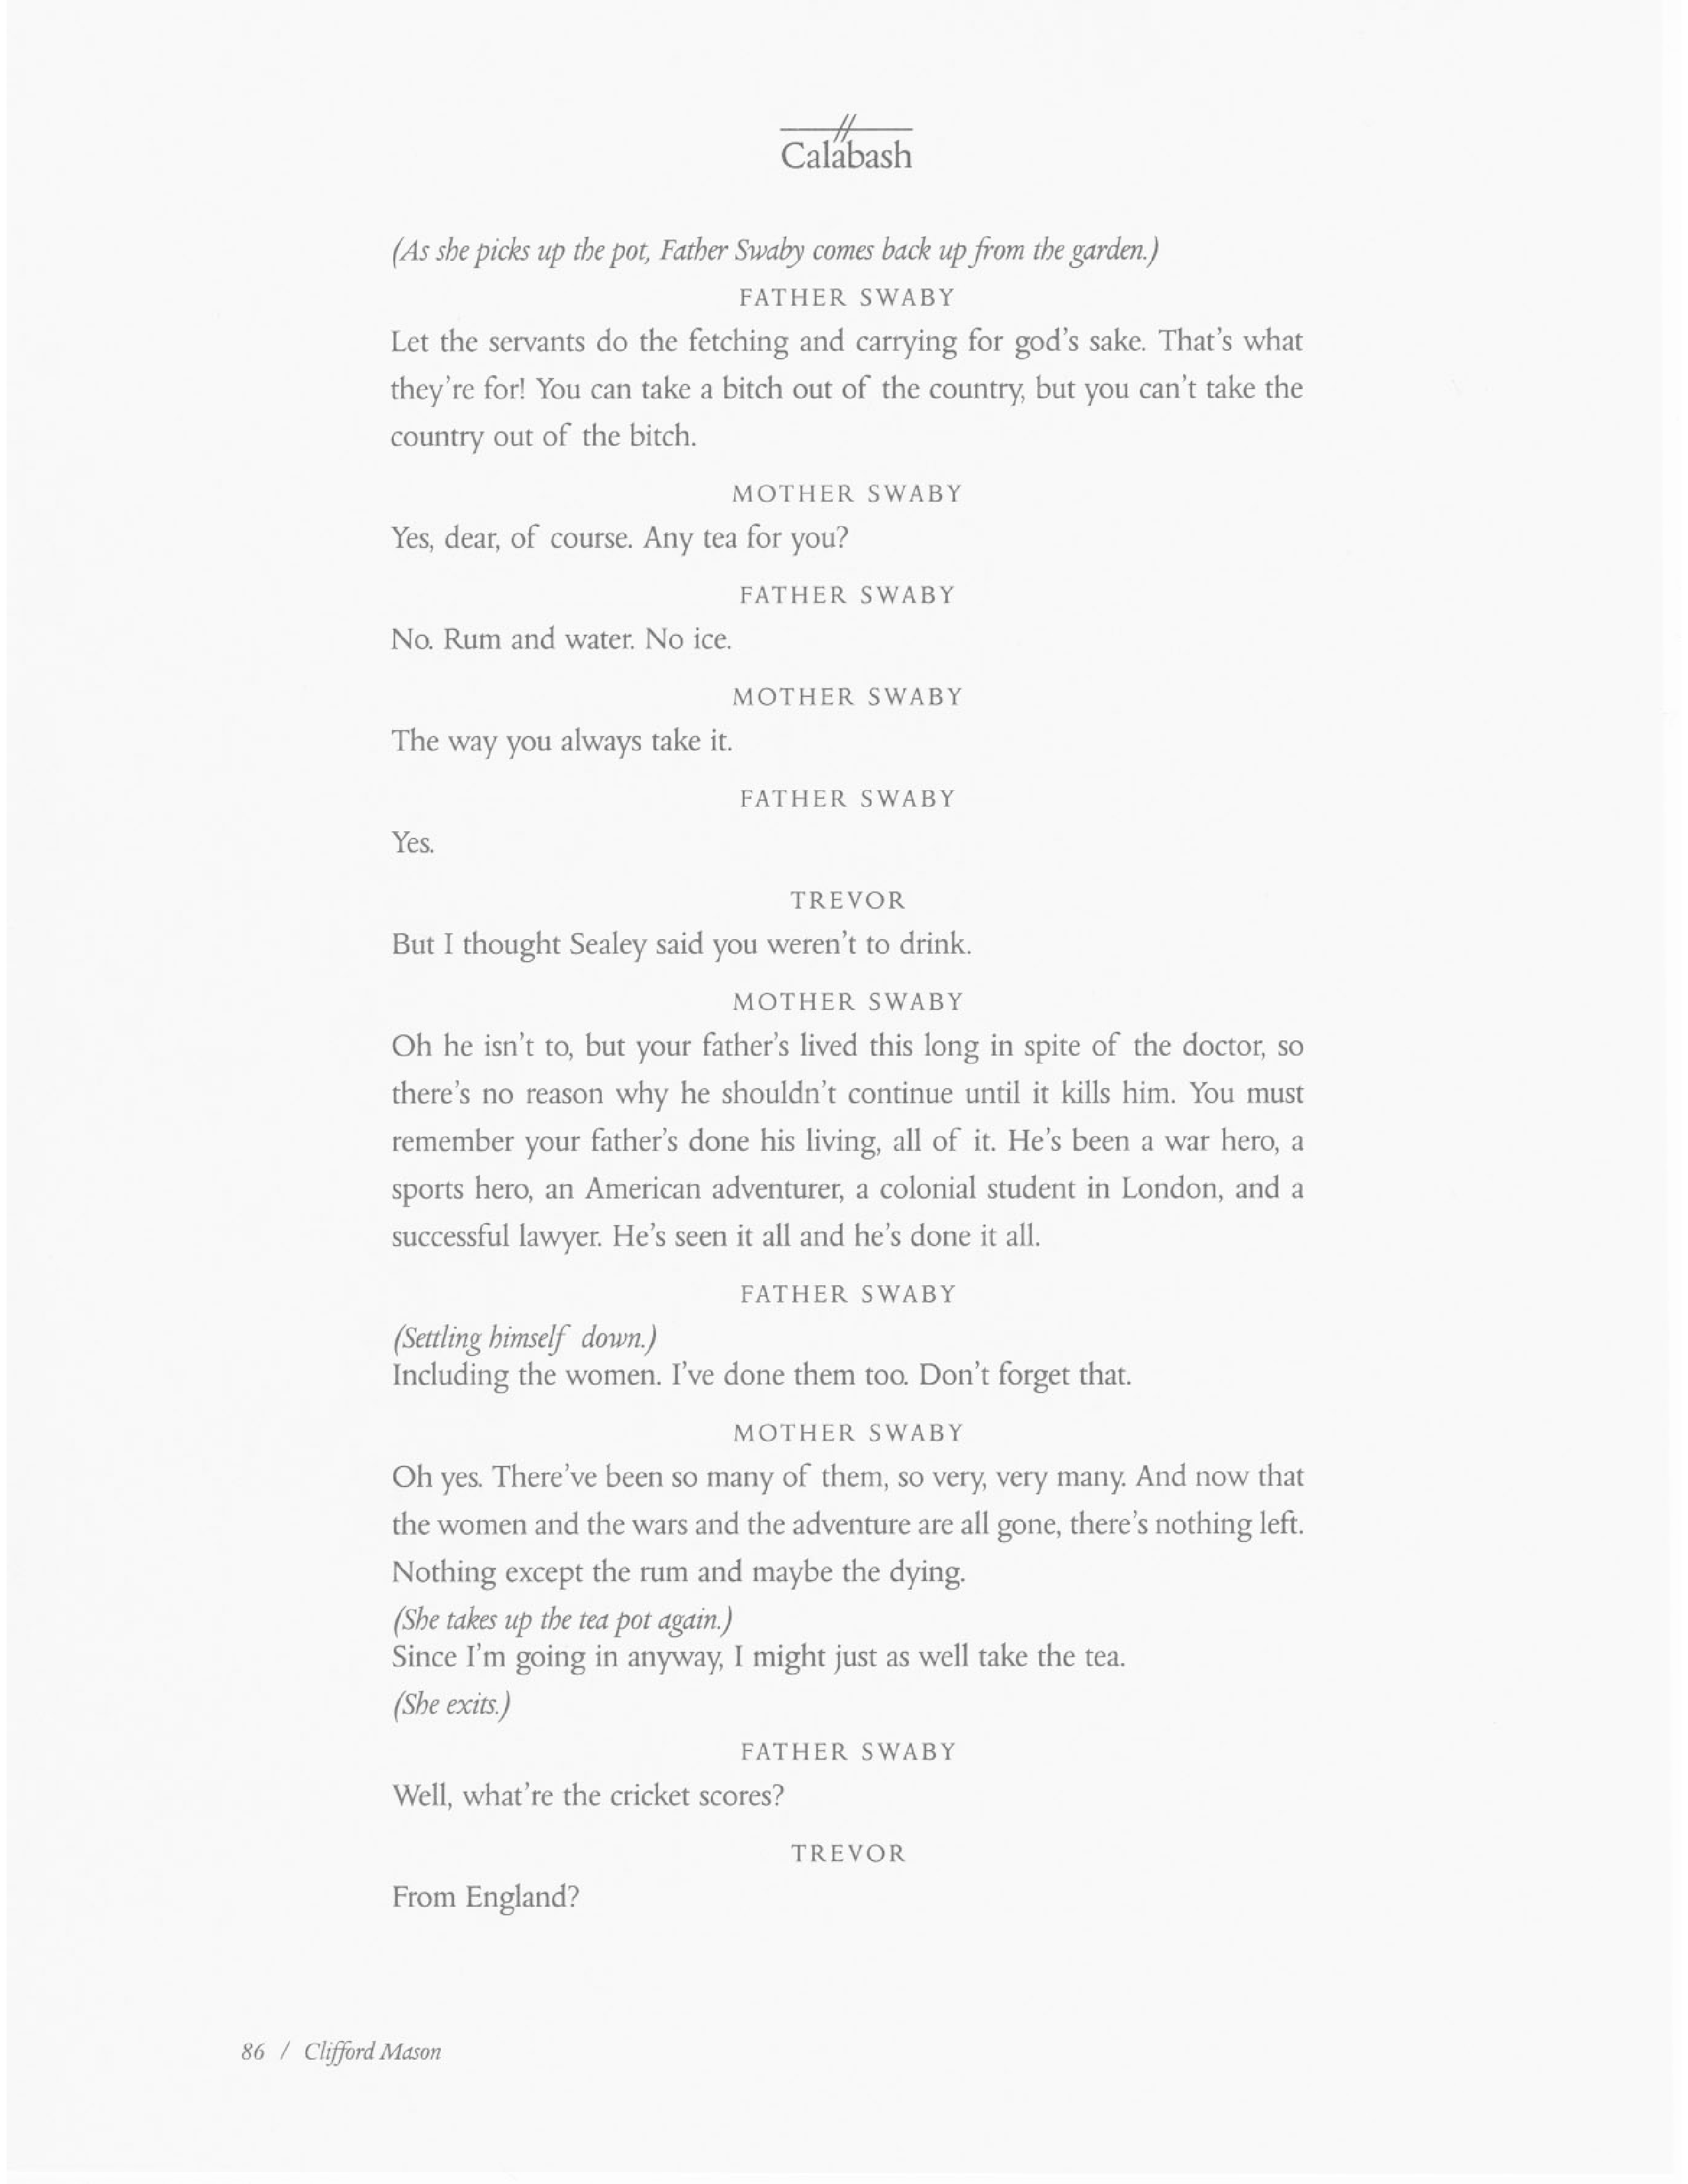 Calabash
(As she picks up the pot, Father Swaby comes back up from the garden.)
FATHER SWABY
Let the servants do the fetching and carrying for god's sake. That's what
they're for! You can take a bitch out of the country, but you can't take the
country out of the bitch.
MOTHER SWABY
Yes, dear, of course. Any tea for you?
FATHER SWABY
No. Rum and water. No ice.
MOTHER SWABY
The way you always take it.
FATHER SWABY
Yes.
TREVOR
But I thought Sealey said you weren't to drink.
MOTHER SWABY
Oh he isn't to, but your father's lived this long in spite of the doctor, so
there's no reason why he shouldn't continue until it kills him. You must
remember your father's done his living, all of it. He's been a war hero, a
sports hero, an American adventurer, a colonial student in London, and a
successful lawyer. He's seen it all and he's done it all.
FATHER SWABY
(Settling himself down.)
Including the women. I've done them too. Don't forget that.
MOTHER SWABY
Oh yes. There've been so many of them, so very, very many. And now that
the women and the wars and the adventure are all gone, there's nothing left.
Nothing except the rum and maybe the dying.
(She takes up the tea pot again.)
Since I'm going in anyway, I might just as well take the tea.
(She exits.)
FATHER SWABY
Well, what're the cricket scores?
TREVOR
From England?
86 / Clifford Mason